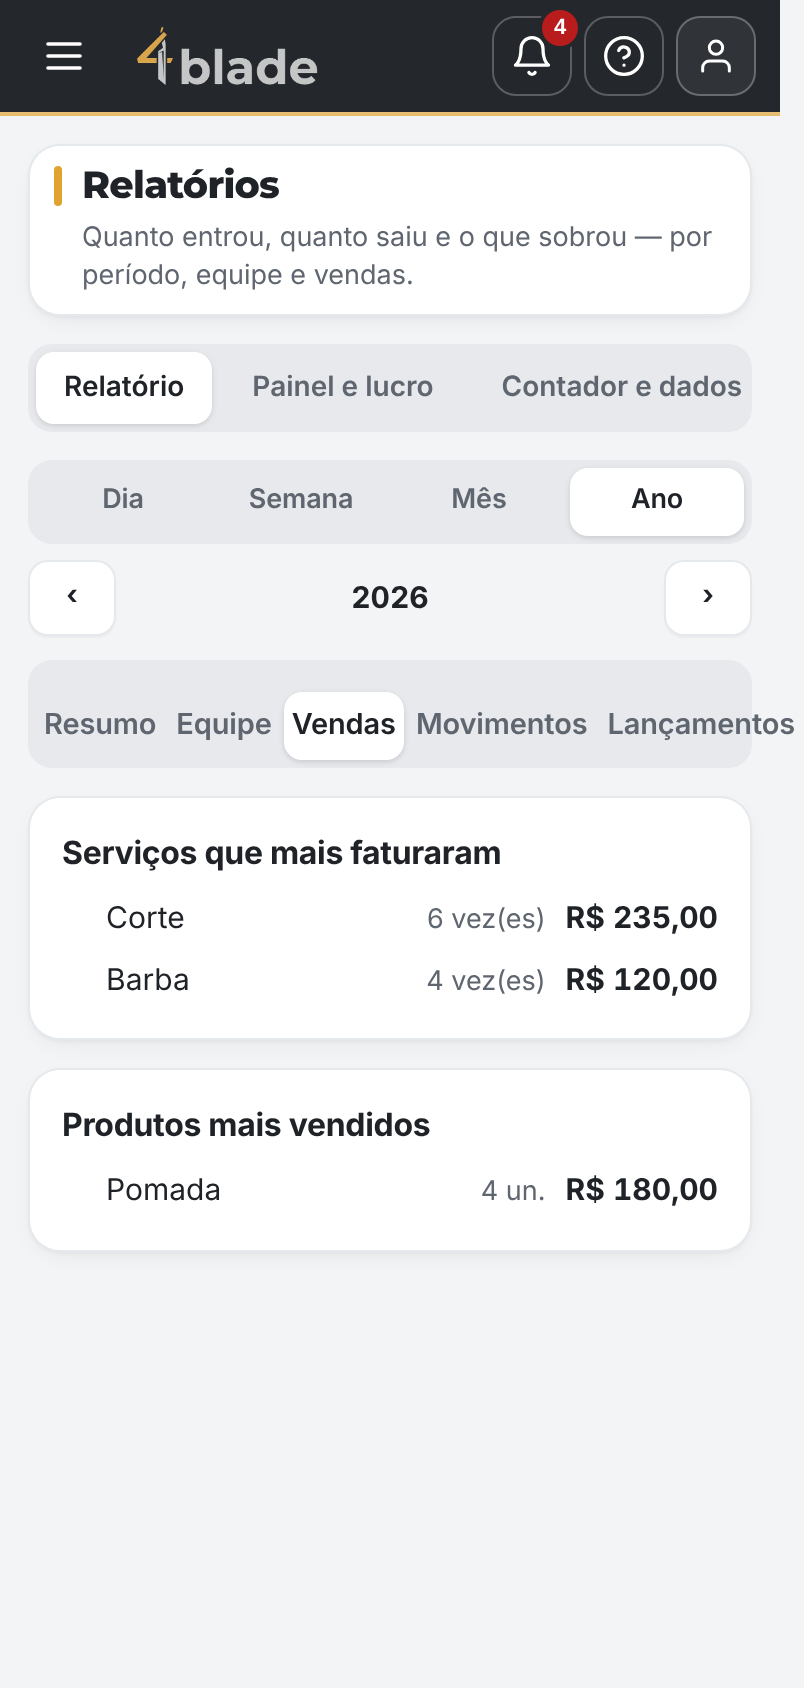 4blade
4
Relatórios
Quanto entrou, quanto saiu e o que sobrou — por
período, equipe e vendas.
Relatório Painel e lucro Contador e dados
Dia Semana Mês Ano
‹ 2026 ›
Resumo Equipe Vendas Movimentos Lançamentos
Serviços que mais faturaram
Corte 6 vez(es) R$ 235,00
Barba 4 vez(es) R$ 120,00
Produtos mais vendidos
Pomada 4 un. R$ 180,00